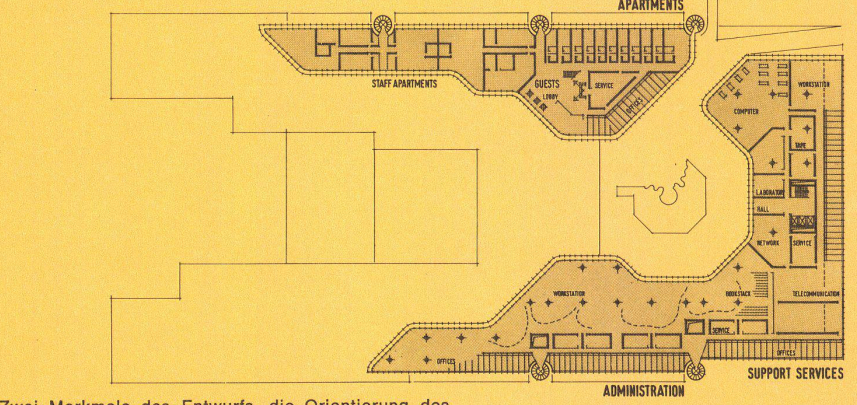 APARTMENTS
STAFF APARTMENTS
GUESTS
LOBBY
SERVICE
OFFICES
WORKSTATION
COMPUTER
TAPE
LABORATORY
HALL
NETWORK
SERVICE
WORKSTATION
BOOKSTACK
TELECOMMUNICATION
SERVICE
OFFICES
OFFICES
SUPPORT SERVICES
ADMINISTRATION
Zwei Merkmale des Entwurfs, die Orientierung des